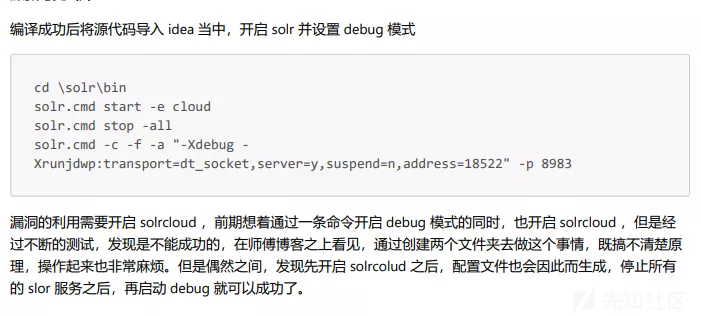 编译成功后将源代码导入 idea 当中，开启 solr 并设置 debug 模式
cd \solr\bin
solr.cmd start -e cloud
solr.cmd stop -all
solr.cmd -c -f -a "-Xdebug -
Xrunjdwp:transport=dt_socket,server=y,suspend=n,address=18522" -p 8983
漏洞的利用需要开启 solrcloud ，前期想着通过一条命令开启 debug 模式的同时，也开启 solrcloud ，但是经
过不断的测试，发现是不能成功的，在师傅博客之上看见，通过创建两个文件夹去做这个事情，既搞不清楚原
理，操作起来也非常麻烦。但是偶然之间，发现先开启 solrcolud 之后，配置文件也会因此而生成，停止所有
的 slor 服务之后，再启动 debug 就可以成功了。
先知社区